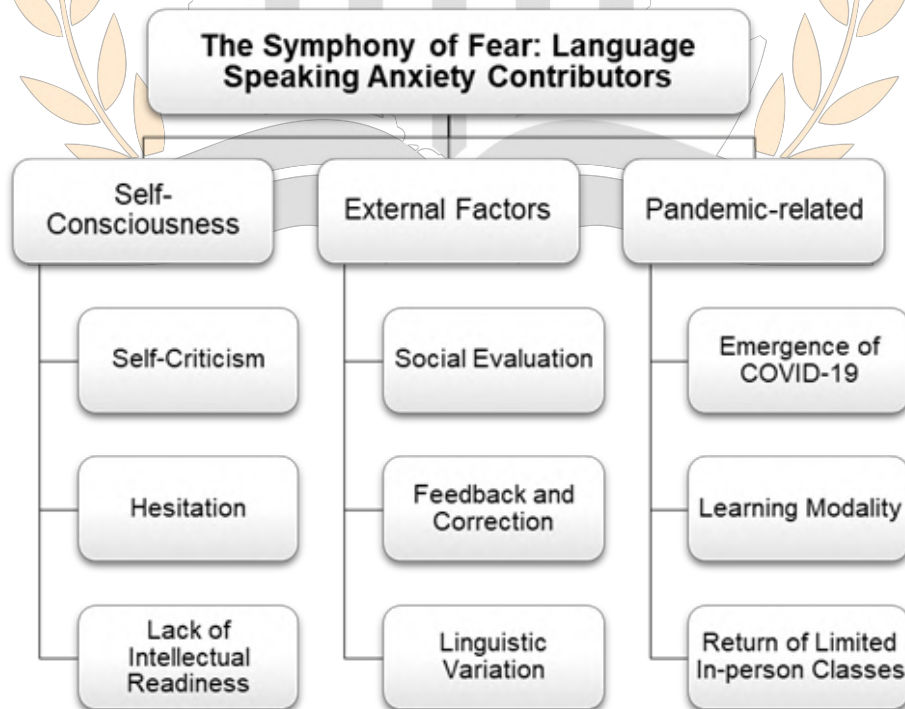 The Symphony of Fear: Language
Speaking Anxiety Contributors
Self-
Consciousness
External Factors
Pandemic-related
Self-Criticism
Social Evaluation
Emergence of
COVID-19
Hesitation
Feedback and
Correction
Learning Modality
Lack of
Intellectual
Readiness
Linguistic
Variation
Return of Limited
In-person Classes